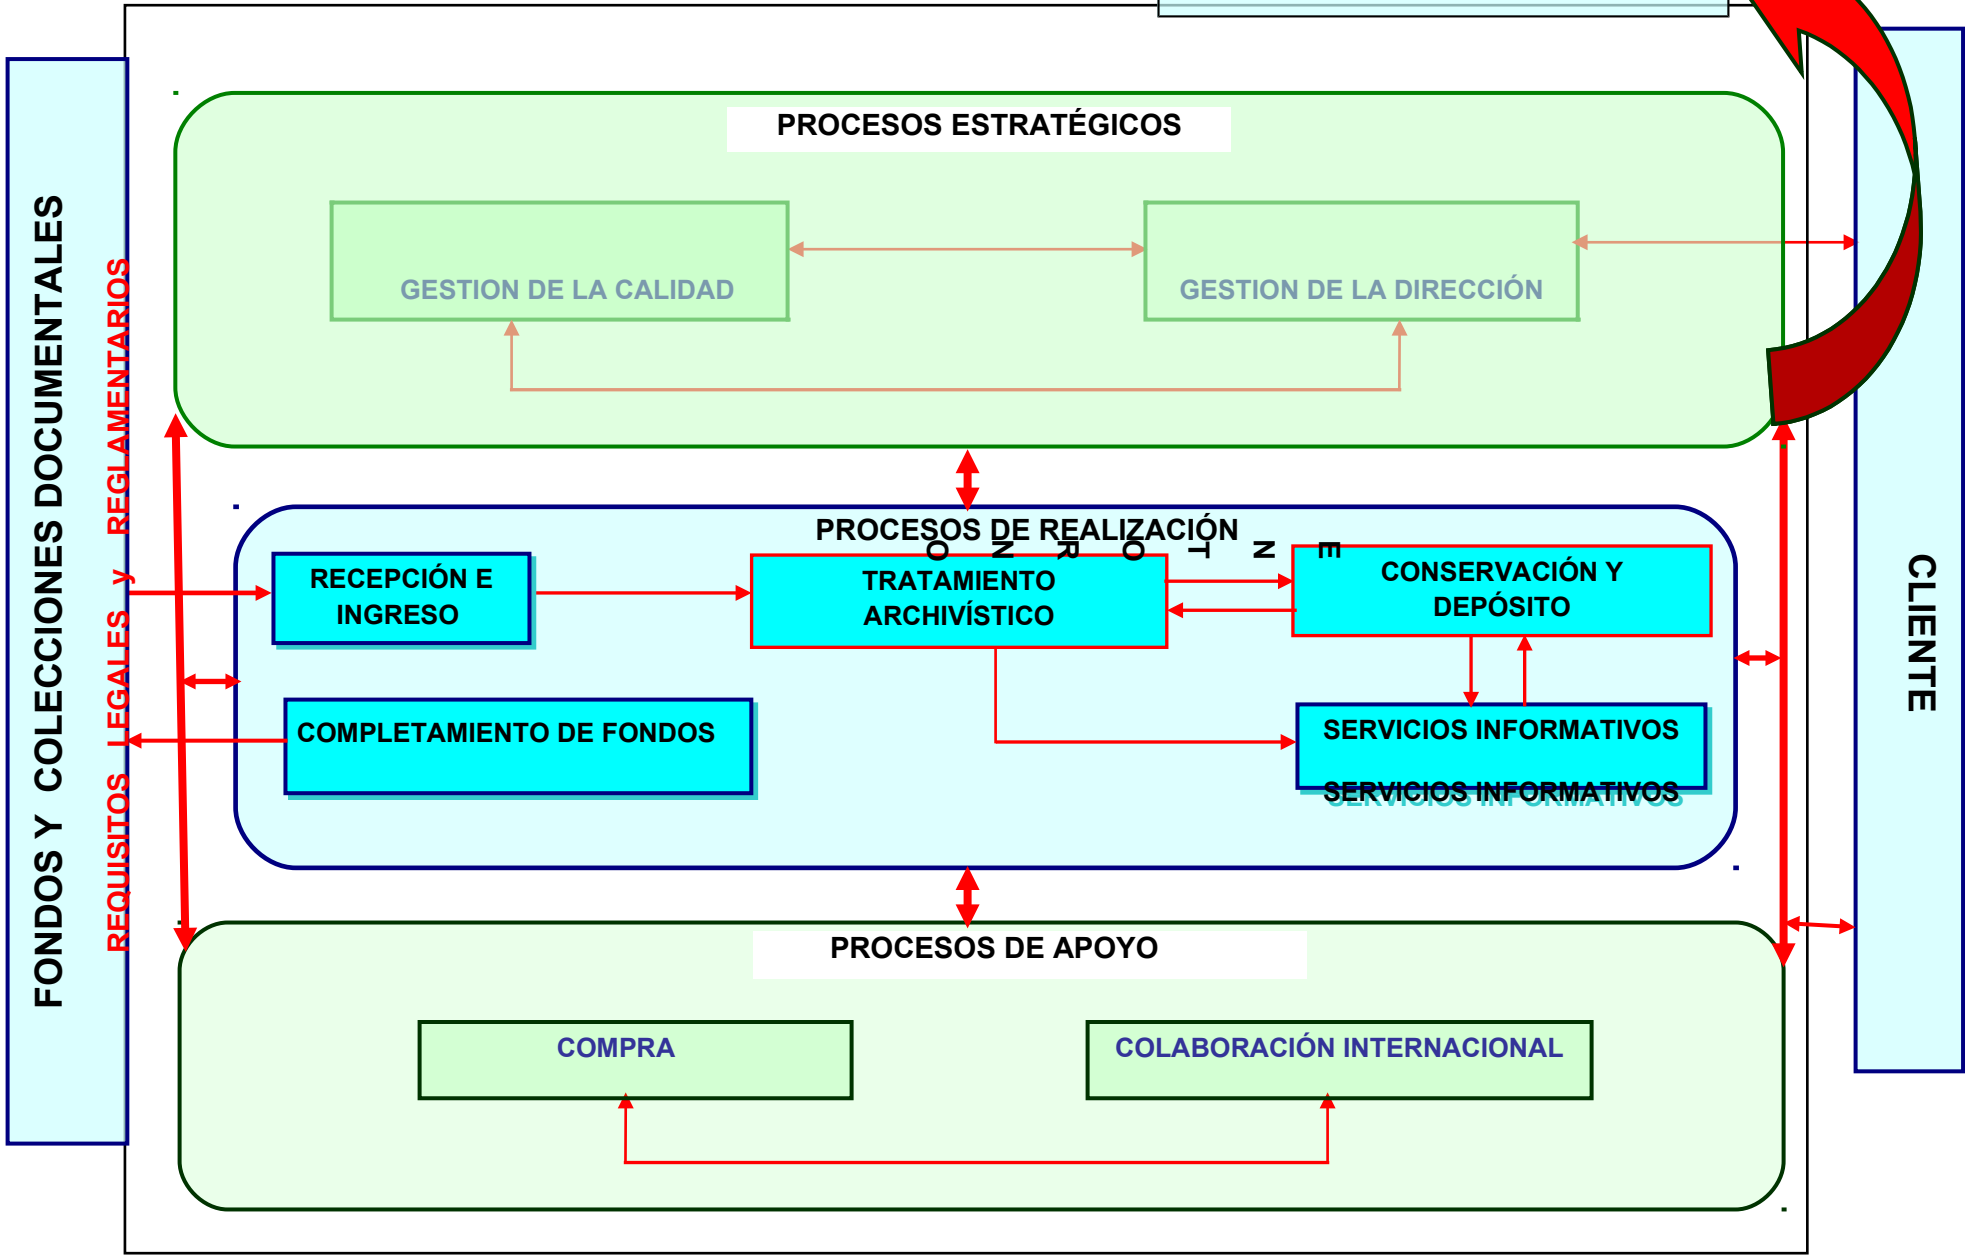 PROCESOS ESTRATÉGICOS
GESTION DE LA CALIDAD
GESTION DE LA DIRECCIÓN
FONDOS Y COLECCIONES DOCUMENTALES
REQUISITOS LEGALES y REGLAMENTARIOS
PROCESOS DE REALIZACIÓN
ENTORNO
RECEPCIÓN E
INGRESO
TRATAMIENTO
ARCHIVÍSTICO
CONSERVACIÓN Y
DEPÓSITO
COMPLETAMIENTO DE FONDOS
SERVICIOS INFORMATIVOS
SERVICIOS INFORMATIVOS
CLIENTE
PROCESOS DE APOYO
COMPRA
COLABORACIÓN INTERNACIONAL